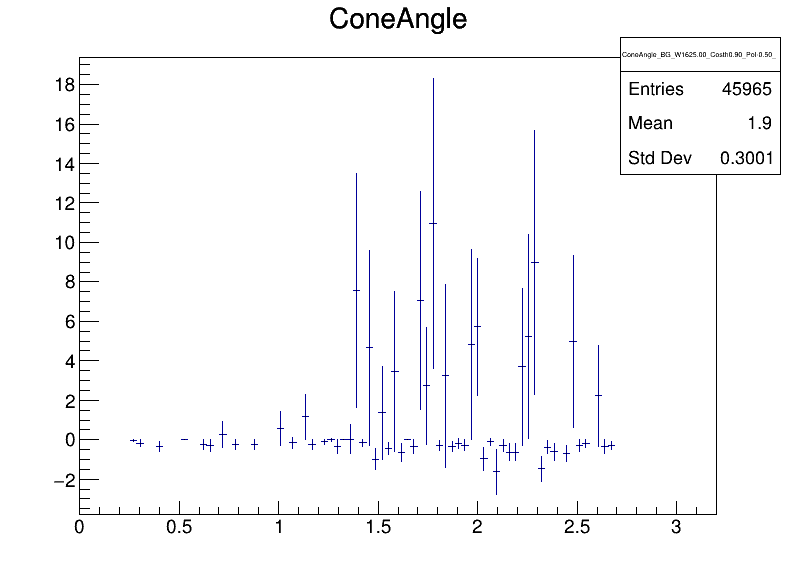 ConeAngle
ConeAngle_BG_W1625.00_Costh0.90_Pol-0.50_
Entries 45965
Mean 1.9
Std Dev 0.3001
18
16
14
12
10
8
6
4
2
0
−2
0 0.5 1 1.5 2 2.5 3